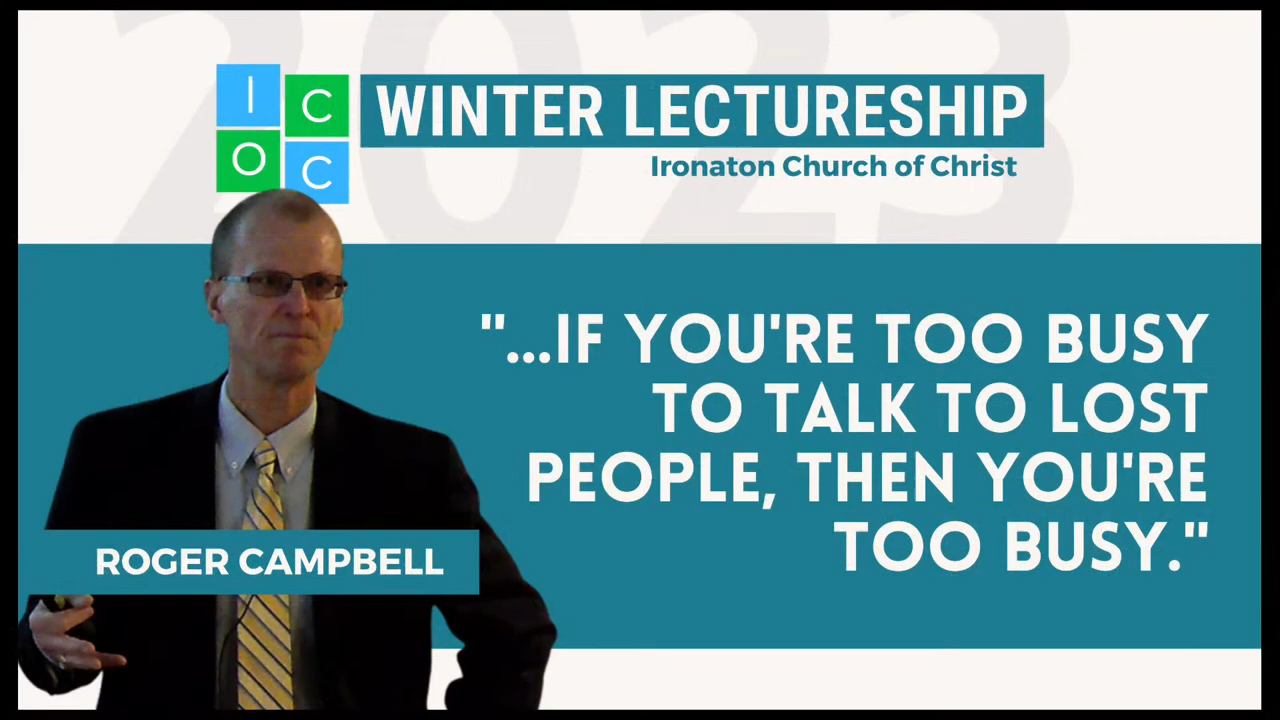 2023
I C
O C
WINTER LECTURESHIP
Ironaton Church of Christ
"...IF YOU'RE TOO BUSY
TO TALK TO LOST
PEOPLE, THEN YOU'RE
TOO BUSY."
ROGER CAMPBELL